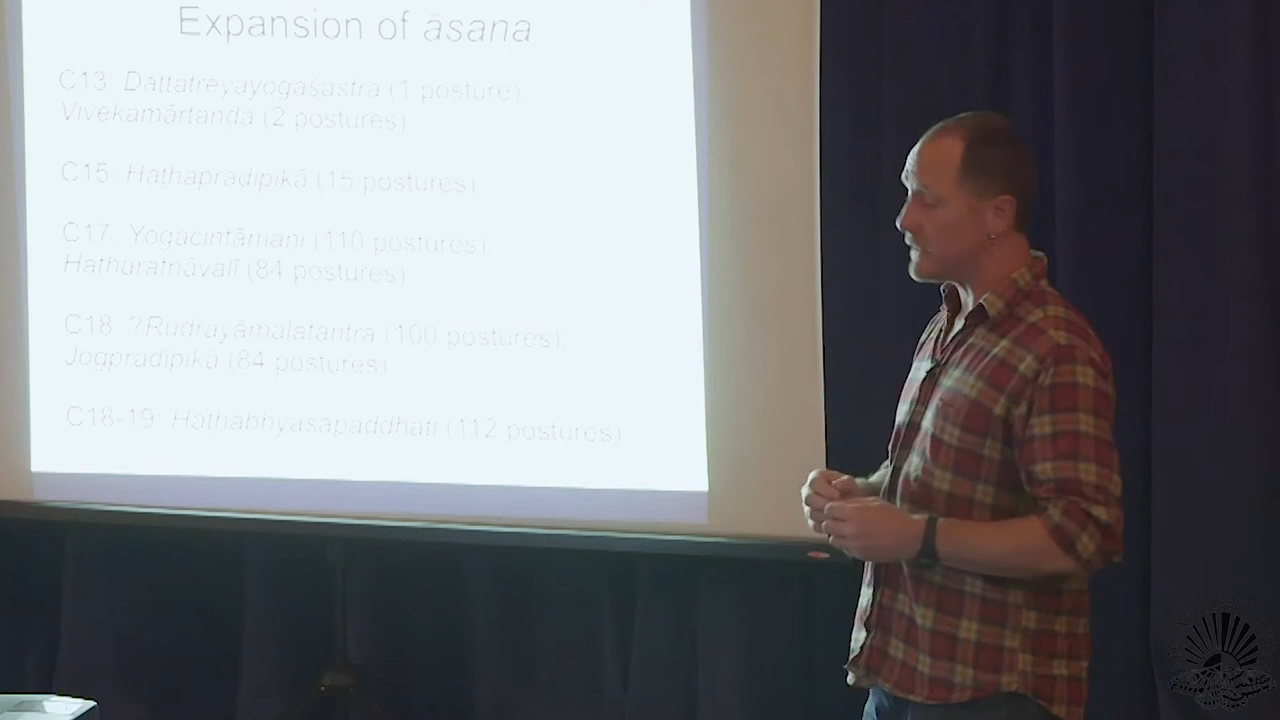 Expansion of āsana
C13: Dattātreyayogaśāstra (1 posture);
Vivekamārtaṇḍa (2 postures)
C15: Haṭhapradīpikā (15 postures)
C17 Yogacintāmaṇi (110 postures)
Haṭharatnāvalī (84 postures)
C18 ?Rudrayāmalatantra (100 postures);
Jogpradīpikā (84 postures)
C18-19: Haṭhābhyāsapaddhati (112 postures)